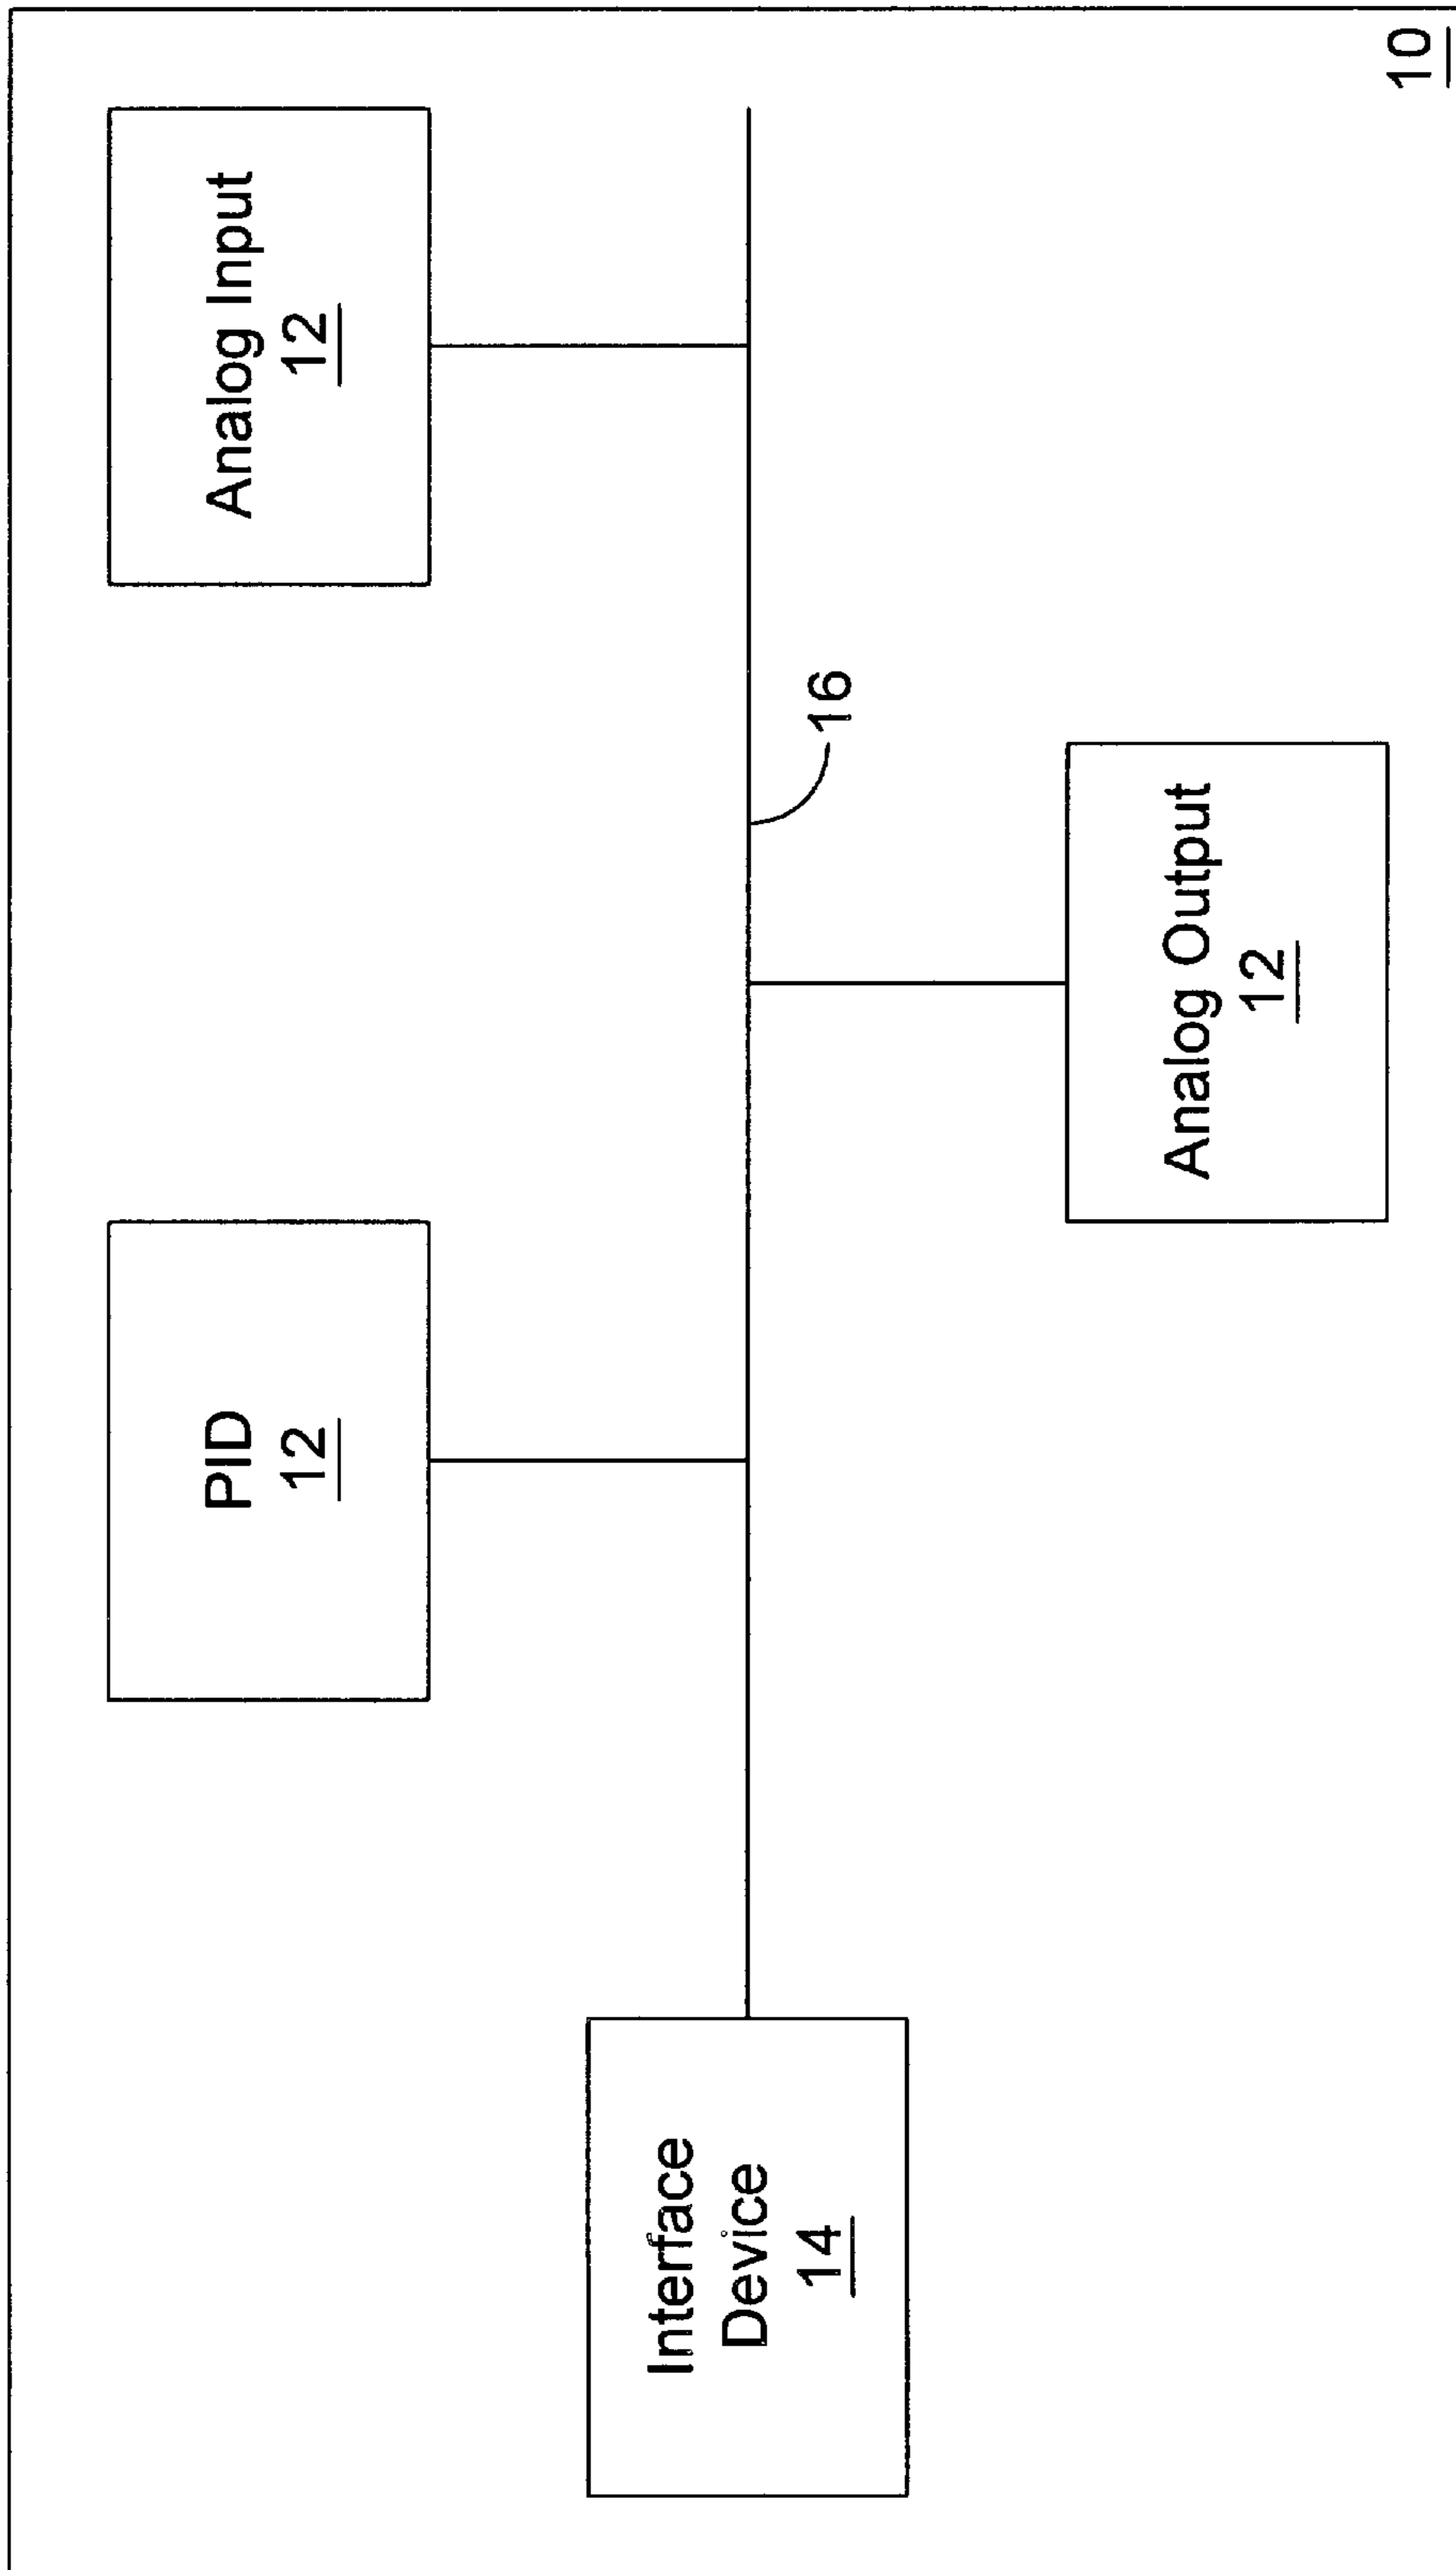 PID
12
Analog Input
12
Interface
Device
14
16
Analog Output
12
10